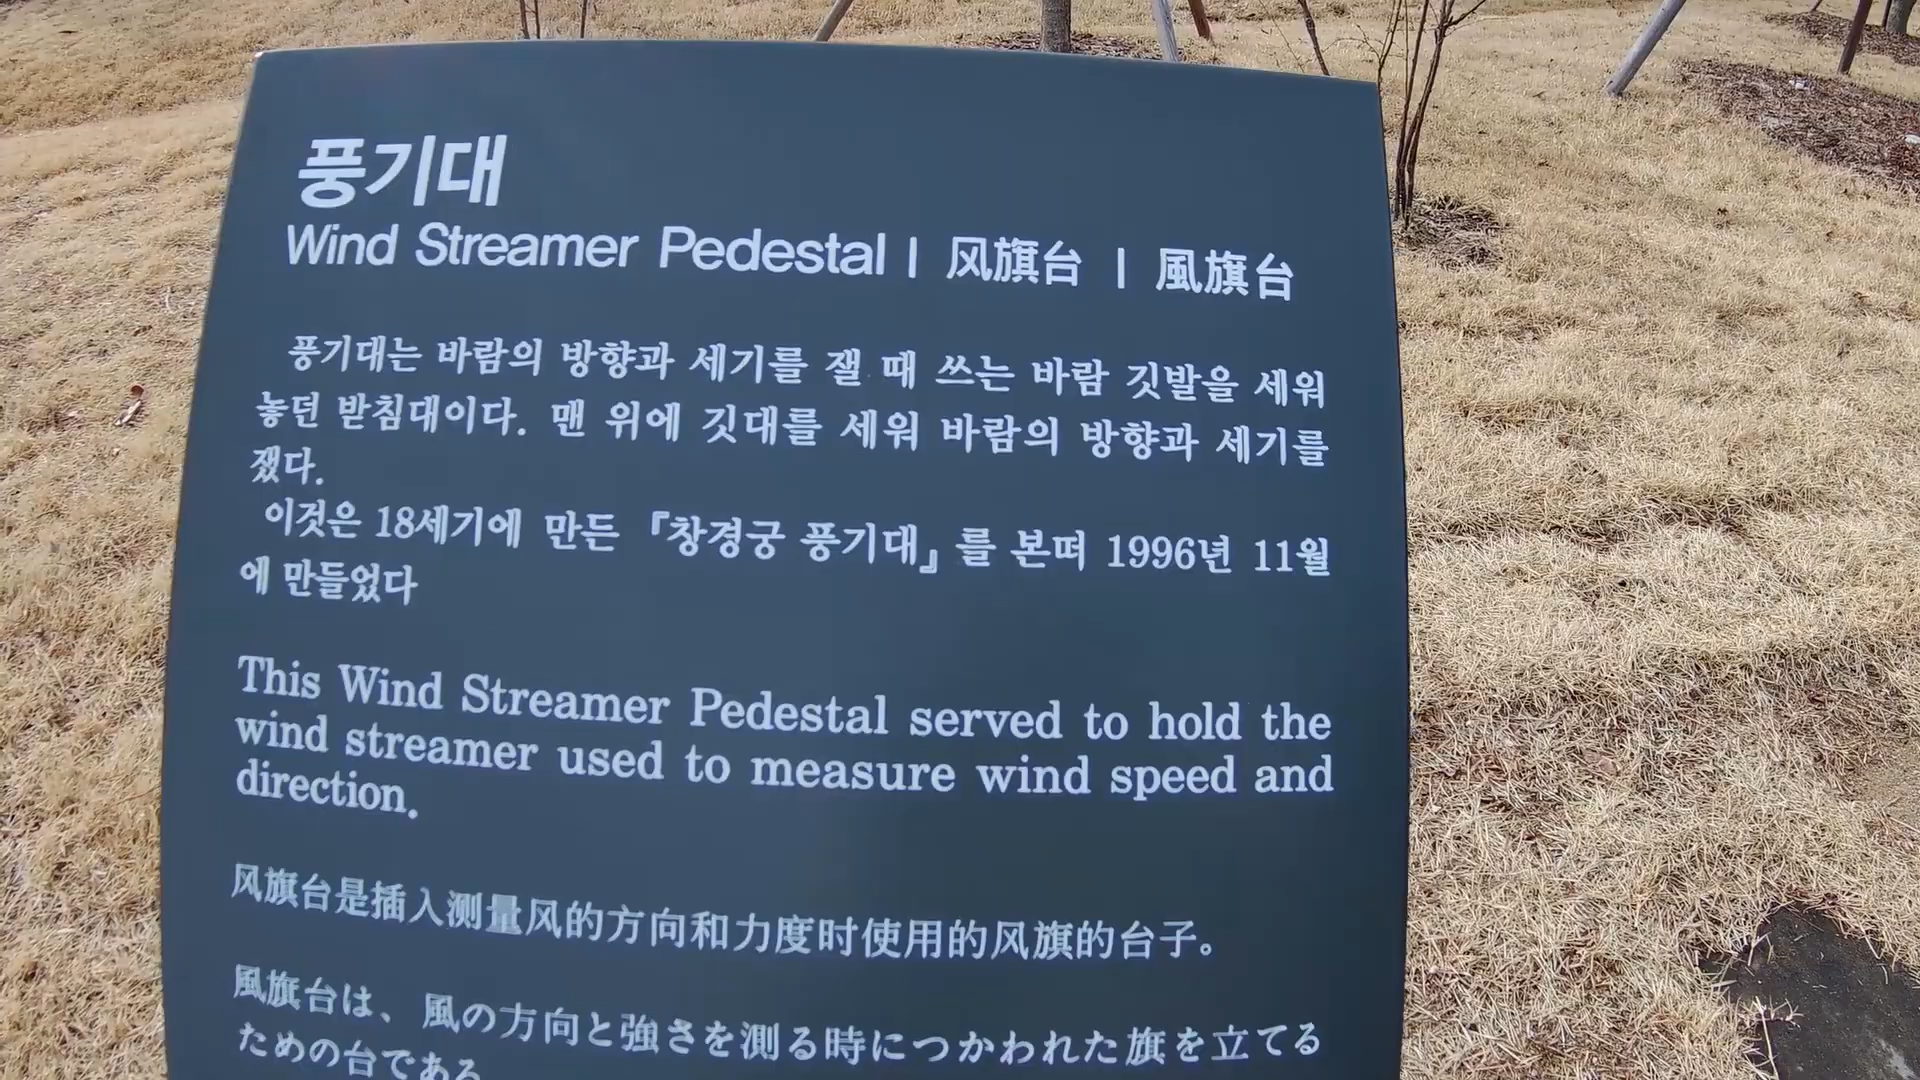 풍기대
Wind Streamer Pedestal | 风旗台 | 風旗台
풍기대는 바람의 방향과 세기를 잴 때 쓰는 바람 깃발을 세워
놓던 받침대이다. 맨 위에 깃대를 세워 바람의 방향과 세기를
쟀다.
이것은 18세기에 만든 『창경궁 풍기대』를 본떠 1996년 11월
에 만들었다
This Wind Streamer Pedestal served to hold the
wind streamer used to measure wind speed and
direction.
风旗台是插入测量风的方向和力度时使用的风旗的台子。
風旗台は、風の方向と強さを測る時につかわれた旗を立てる
ための台である